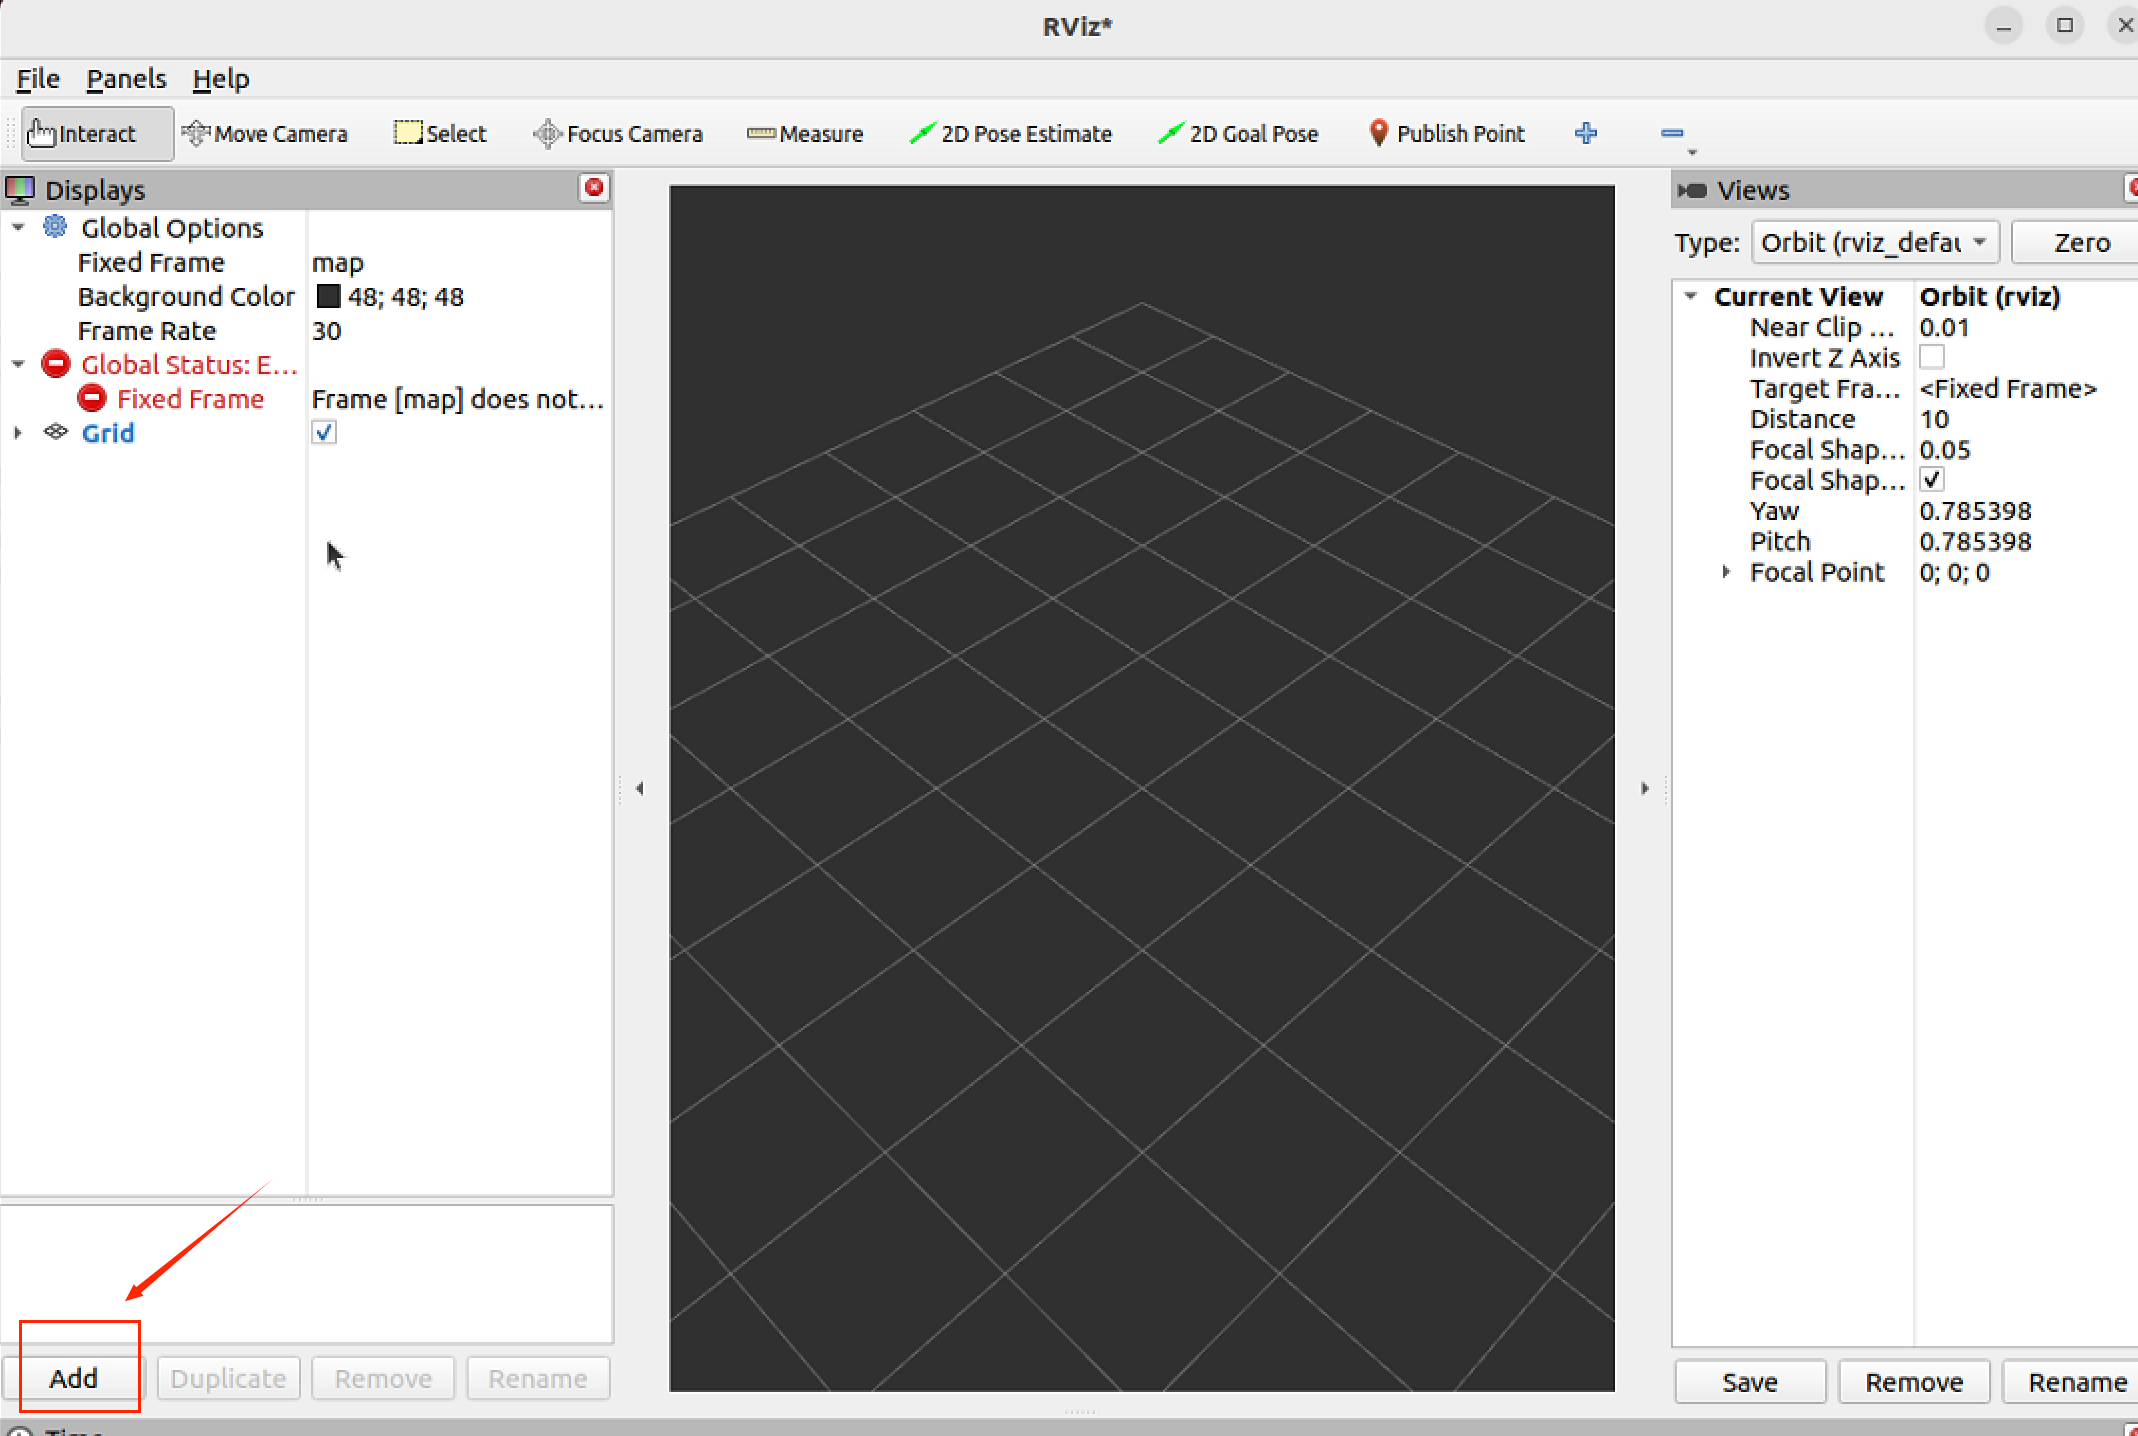 RViz*
File Panels Help
Interact Move Camera Select Focus Camera Measure 2D Pose Estimate 2D Goal Pose Publish Point
Displays
Global Options
Fixed Frame map
Background Color 48; 48; 48
Frame Rate 30
Global Status: E...
Fixed Frame Frame [map] does not...
Grid
Add Duplicate Remove Rename
Views
Type: Orbit (rviz_defau Zero
Current View Orbit (rviz)
Near Clip ... 0.01
Invert Z Axis
Target Fra... <Fixed Frame>
Distance 10
Focal Shap... 0.05
Focal Shap...
Yaw 0.785398
Pitch 0.785398
Focal Point 0; 0; 0
Save Remove Rename
Time